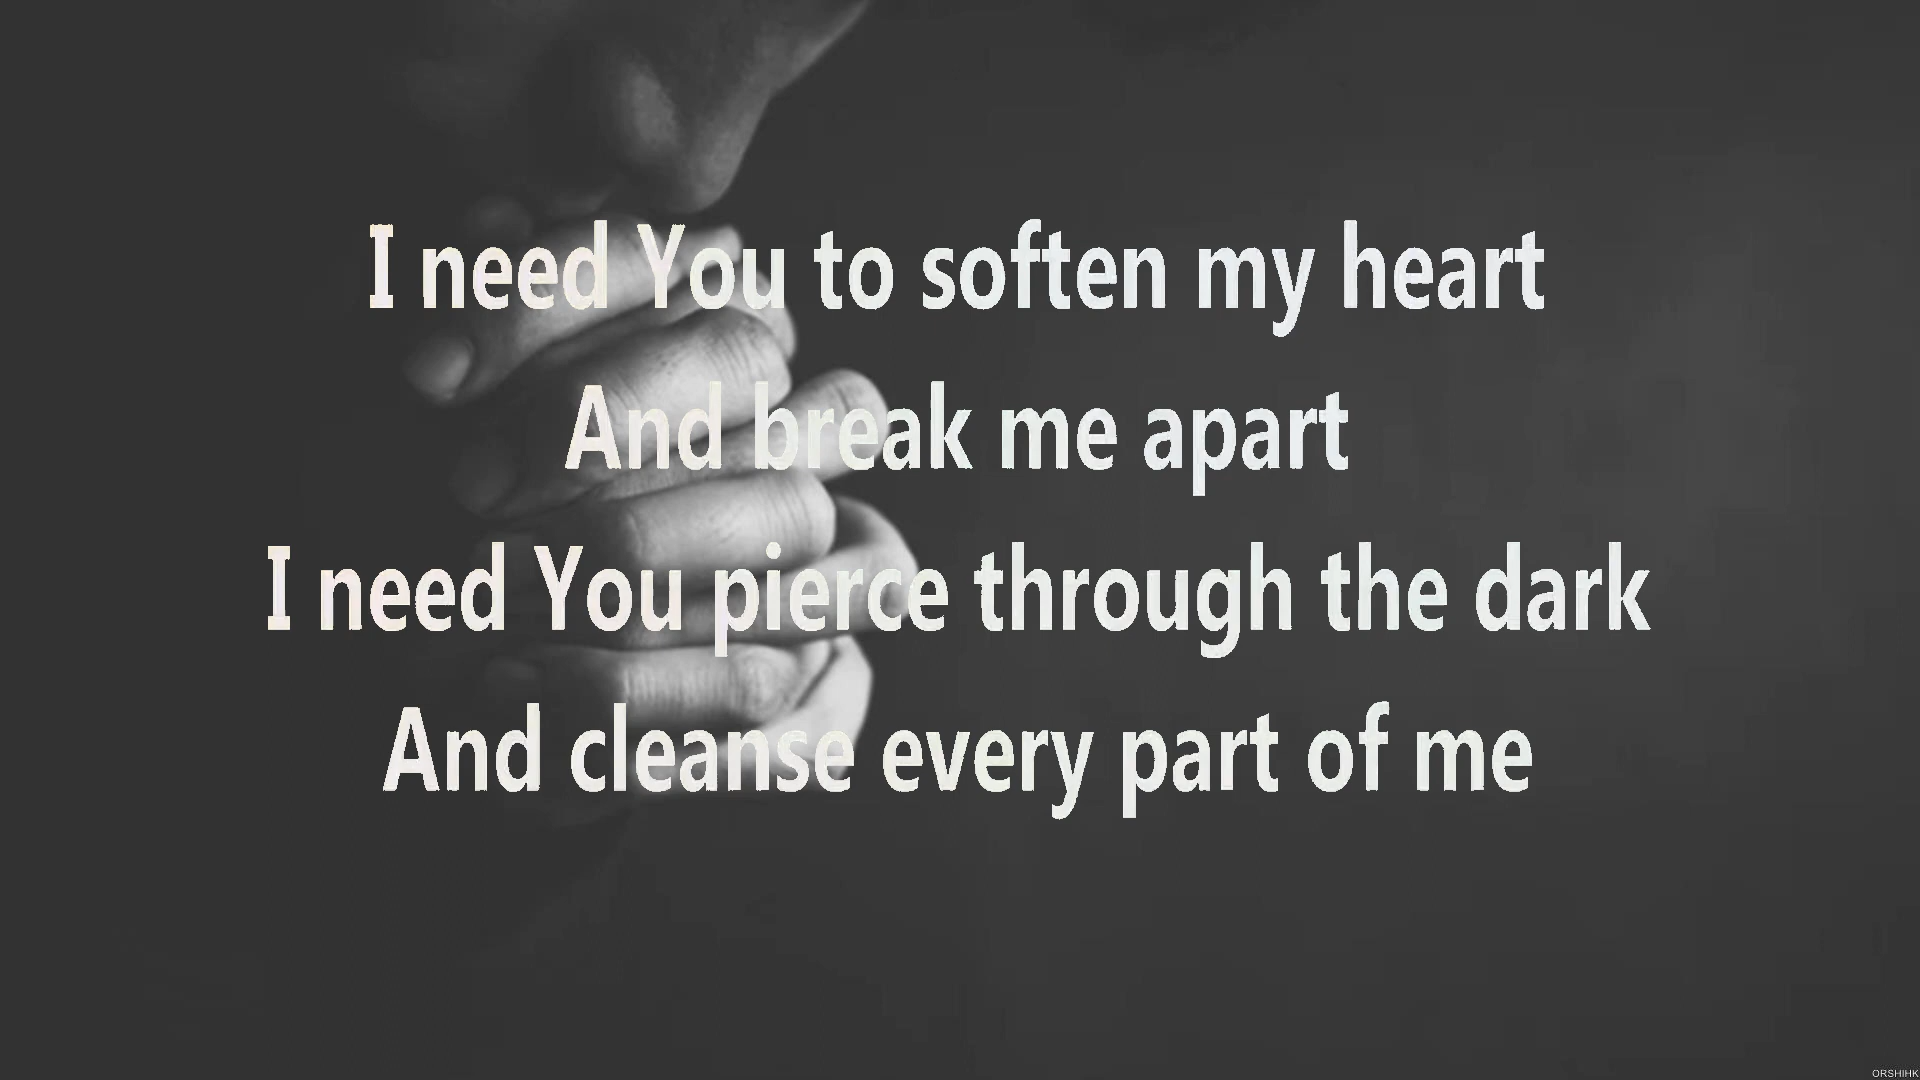 I need You to soften my heart
And break me apart
I need You pierce through the dark
And cleanse every part of me
ORSHIHK